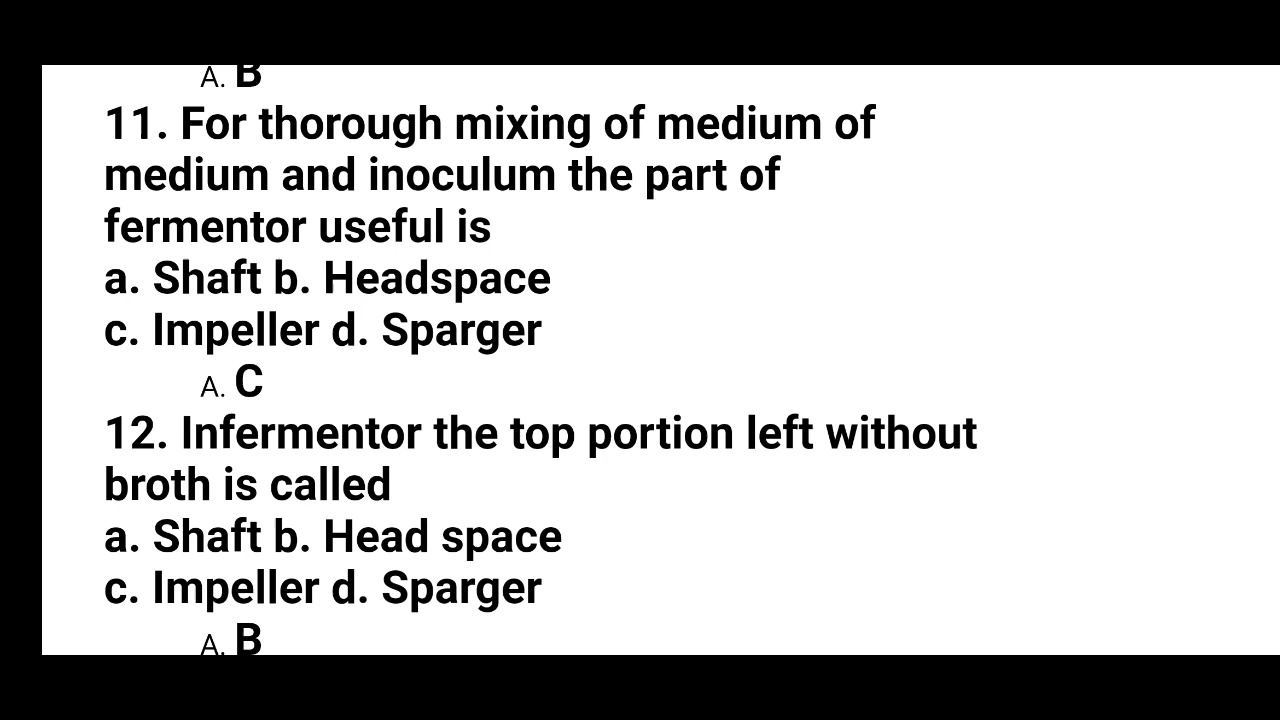 A. B
11. For thorough mixing of medium of
medium and inoculum the part of
fermentor useful is
a. Shaft b. Headspace
c. Impeller d. Sparger
A. C
12. Infermentor the top portion left without
broth is called
a. Shaft b. Head space
c. Impeller d. Sparger
A. B